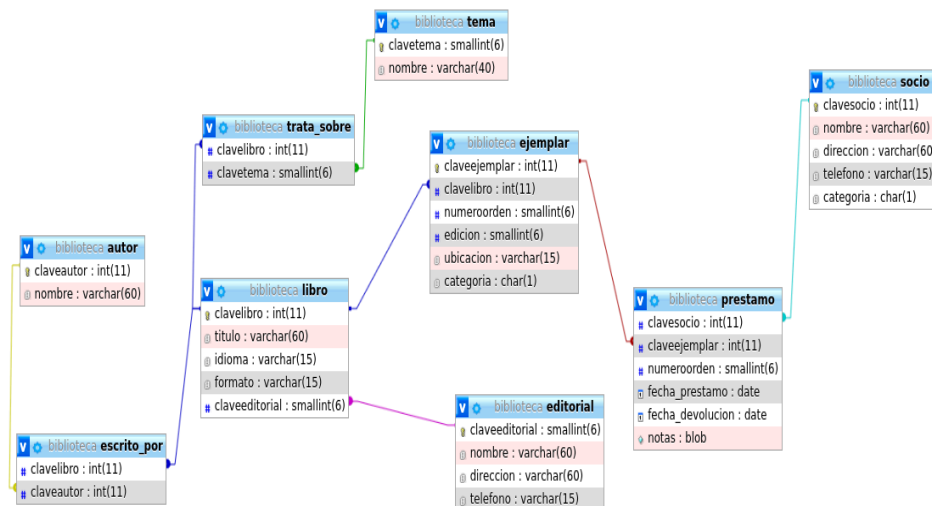 biblioteca tema
clavetema : smallint(6)
nombre : varchar(40)
biblioteca socio
clavesocio : int(11)
nombre : varchar(60)
direccion : varchar(60
telefono : varchar(15)
categoria : char(1)
biblioteca trata_sobre
clavelibro : int(11)
clavetema : smallint(6)
biblioteca ejemplar
claveejemplar : int(11)
clavelibro : int(11)
numeroorden : smallint(6)
edicion : smallint(6)
ubicacion : varchar(15)
categoria : char(1)
biblioteca autor
claveautor : int(11)
nombre : varchar(60)
biblioteca libro
clavelibro : int(11)
titulo : varchar(60)
idioma : varchar(15)
formato : varchar(15)
claveeditorial : smallint(6)
biblioteca prestamo
clavesocio : int(11)
claveejemplar : int(11)
numeroorden : smallint(6)
fecha_prestamo : date
fecha_devolucion : date
notas : blob
biblioteca editorial
claveeditorial : smallint(6)
nombre : varchar(60)
direccion : varchar(60)
telefono : varchar(15)
biblioteca escrito_por
clavelibro : int(11)
claveautor : int(11)